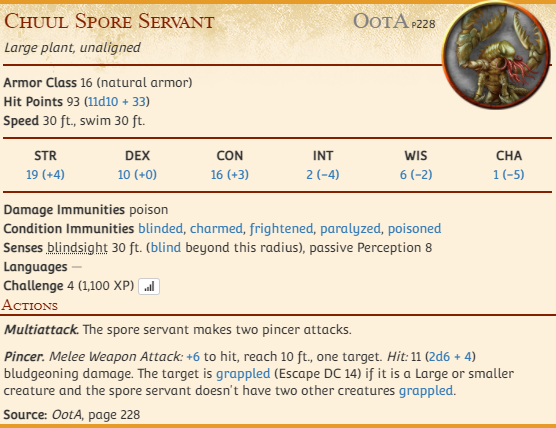 Chuul Spore Servant OotA p228
Large plant, unaligned
Armor Class 16 (natural armor)
Hit Points 93 (11d10 + 33)
Speed 30 ft., swim 30 ft.
STR DEX CON INT WIS CHA
19 (+4) 10 (+0) 16 (+3) 2 (−4) 6 (−2) 1 (−5)
Damage Immunities poison
Condition Immunities blinded, charmed, frightened, paralyzed, poisoned
Senses blindsight 30 ft. (blind beyond this radius), passive Perception 8
Languages —
Challenge 4 (1,100 XP)
Actions
Multiattack. The spore servant makes two pincer attacks.
Pincer. Melee Weapon Attack: +6 to hit, reach 10 ft., one target. Hit: 11 (2d6 + 4)
bludgeoning damage. The target is grappled (Escape DC 14) if it is a Large or smaller
creature and the spore servant doesn't have two other creatures grappled.
Source: OotA, page 228